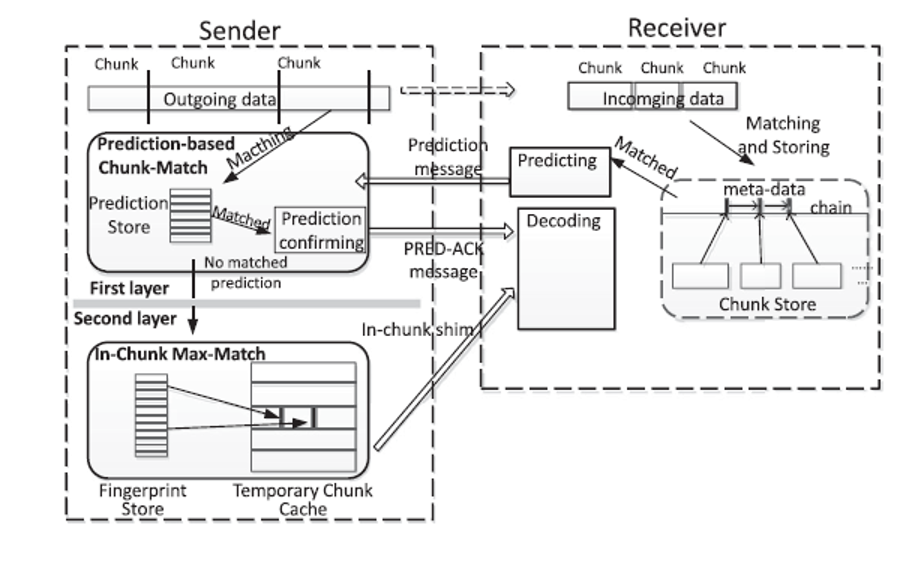 Sender
Receiver
Chunk Chunk Chunk
Outgoing data
Chunk Chunk Chunk
Incomging data
Macthing
Prediction-based
Chunk-Match
Prediction
Store
Matched
Prediction
confirming
No matched
prediction
First layer
Second layer
In-Chunk Max-Match
Fingerprint
Store
Temporary Chunk
Cache
Prediction
message
PRED-ACK
message
In-chunk shim
Predicting
Decoding
Matched
Matching
and Storing
meta-data
chain
Chunk Store